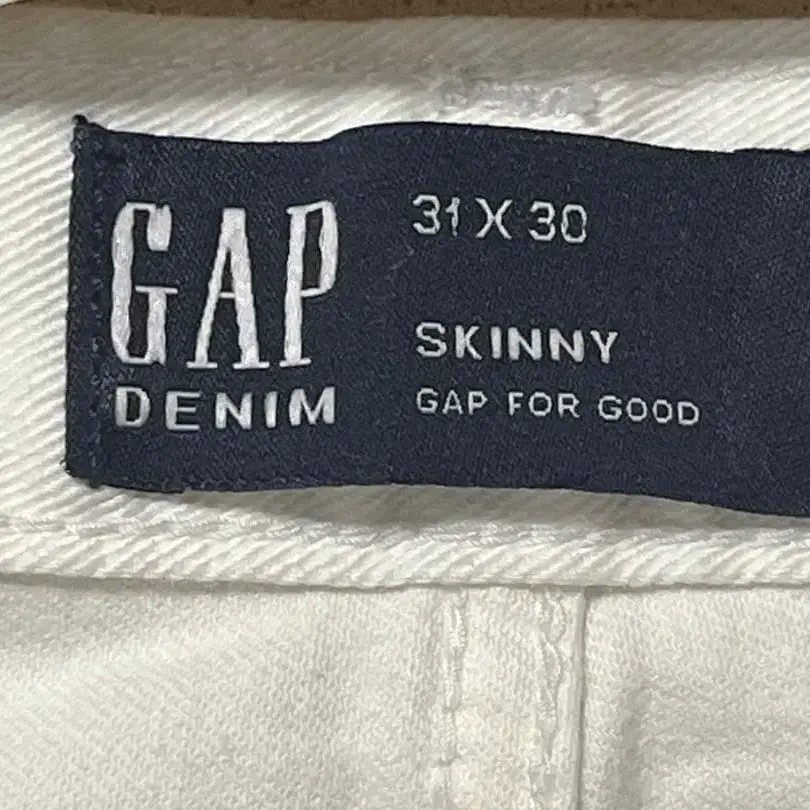 GAP
DENIM
31 X 30
SKINNY
GAP FOR GOOD